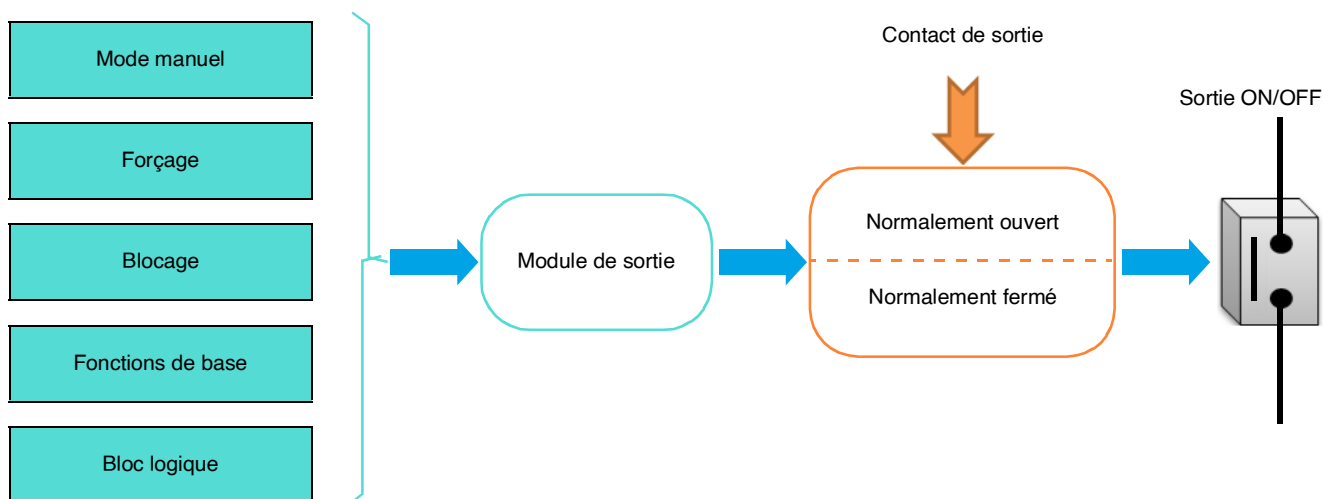 Mode manuel
Forçage
Blocage
Fonctions de base
Bloc logique
Module de sortie
Contact de sortie
Normalement ouvert
Normalement fermé
Sortie ON/OFF